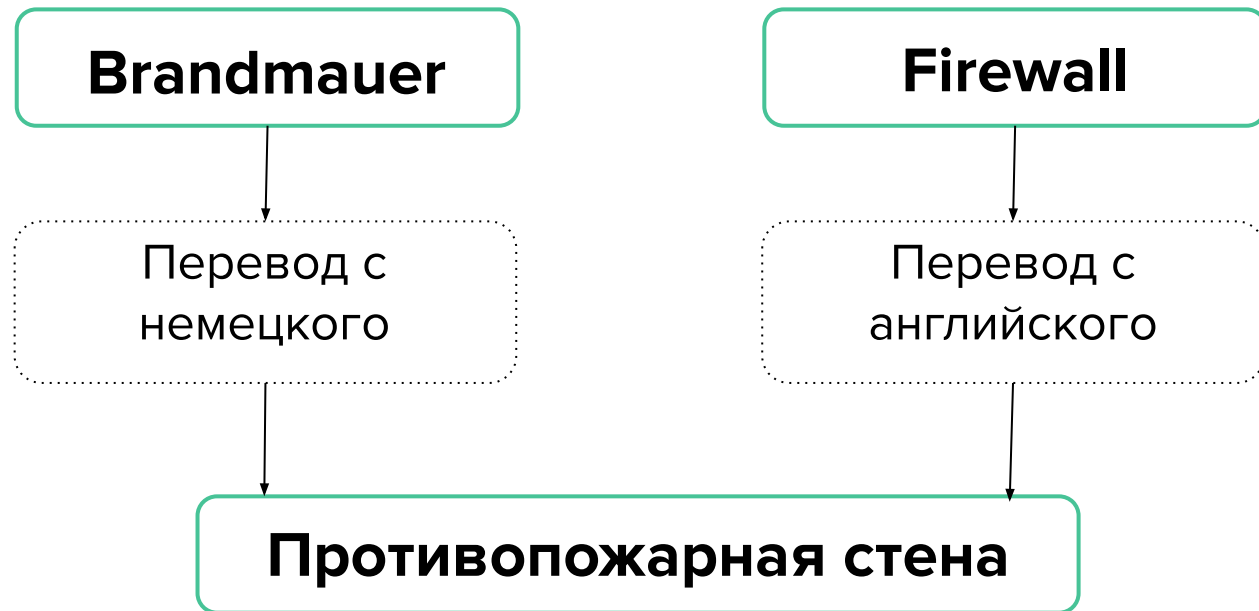 Brandmauer
Firewall
Перевод с
немецкого
Перевод с
английского
Противопожарная стена